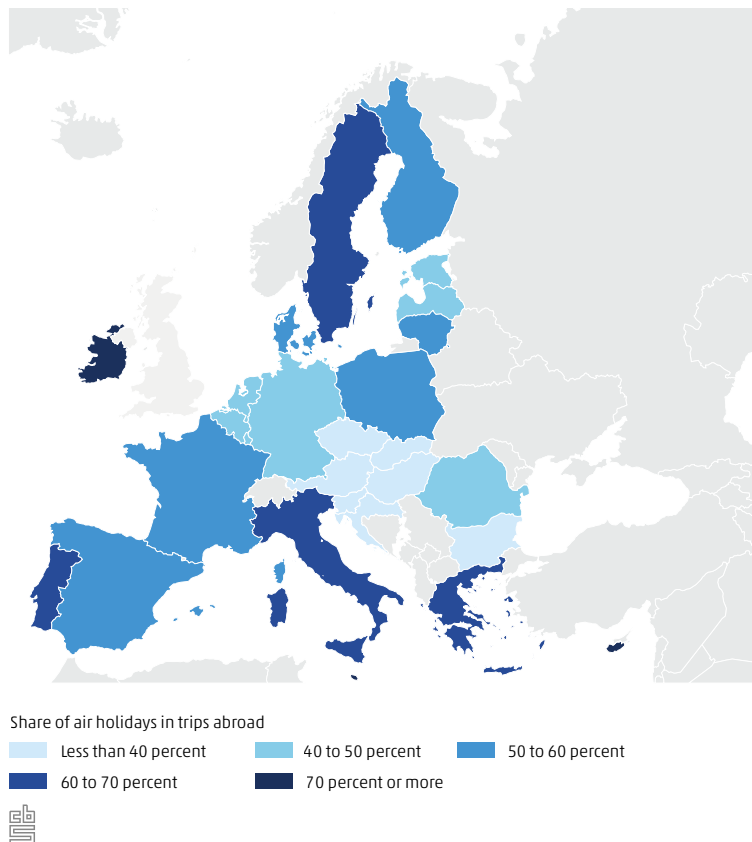 Share of air holidays in trips abroad
Less than 40 percent
40 to 50 percent
50 to 60 percent
60 to 70 percent
70 percent or more
cbs